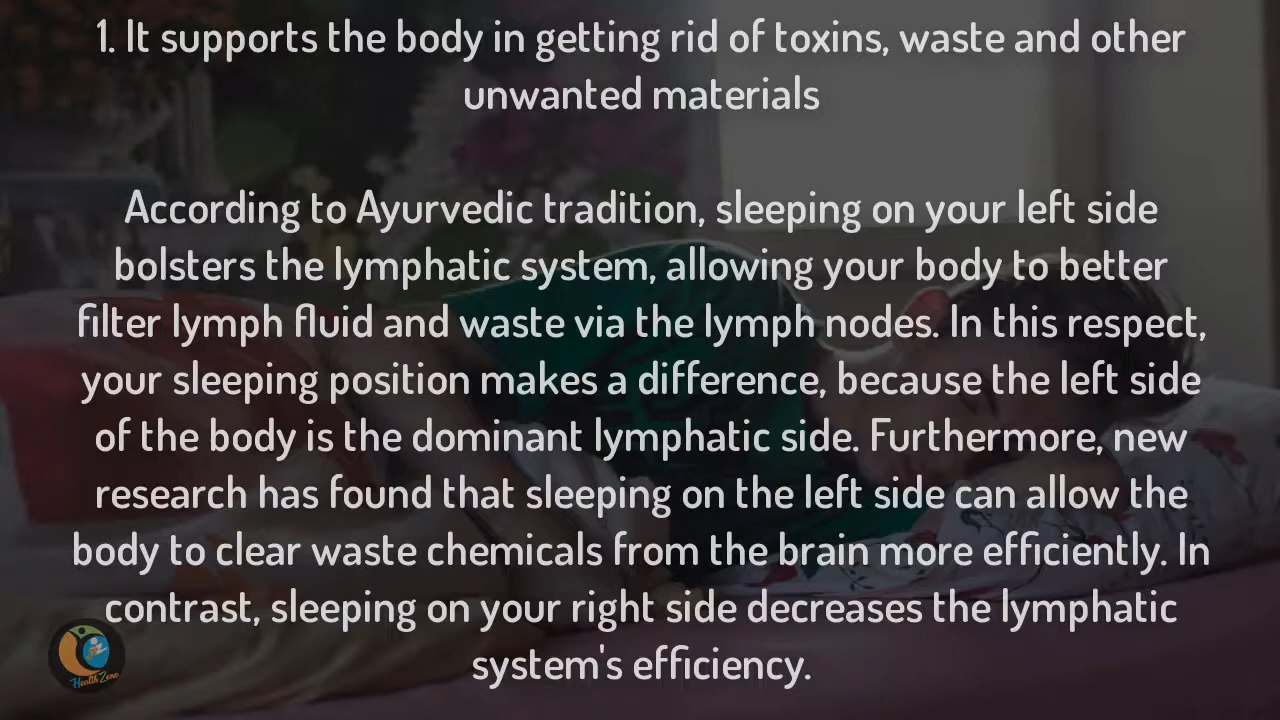 1. It supports the body in getting rid of toxins, waste and other
unwanted materials
According to Ayurvedic tradition, sleeping on your left side
bolsters the lymphatic system, allowing your body to better
filter lymph fluid and waste via the lymph nodes. In this respect,
your sleeping position makes a difference, because the left side
of the body is the dominant lymphatic side. Furthermore, new
research has found that sleeping on the left side can allow the
body to clear waste chemicals from the brain more efficiently. In
contrast, sleeping on your right side decreases the lymphatic
system's efficiency.
Health Zone